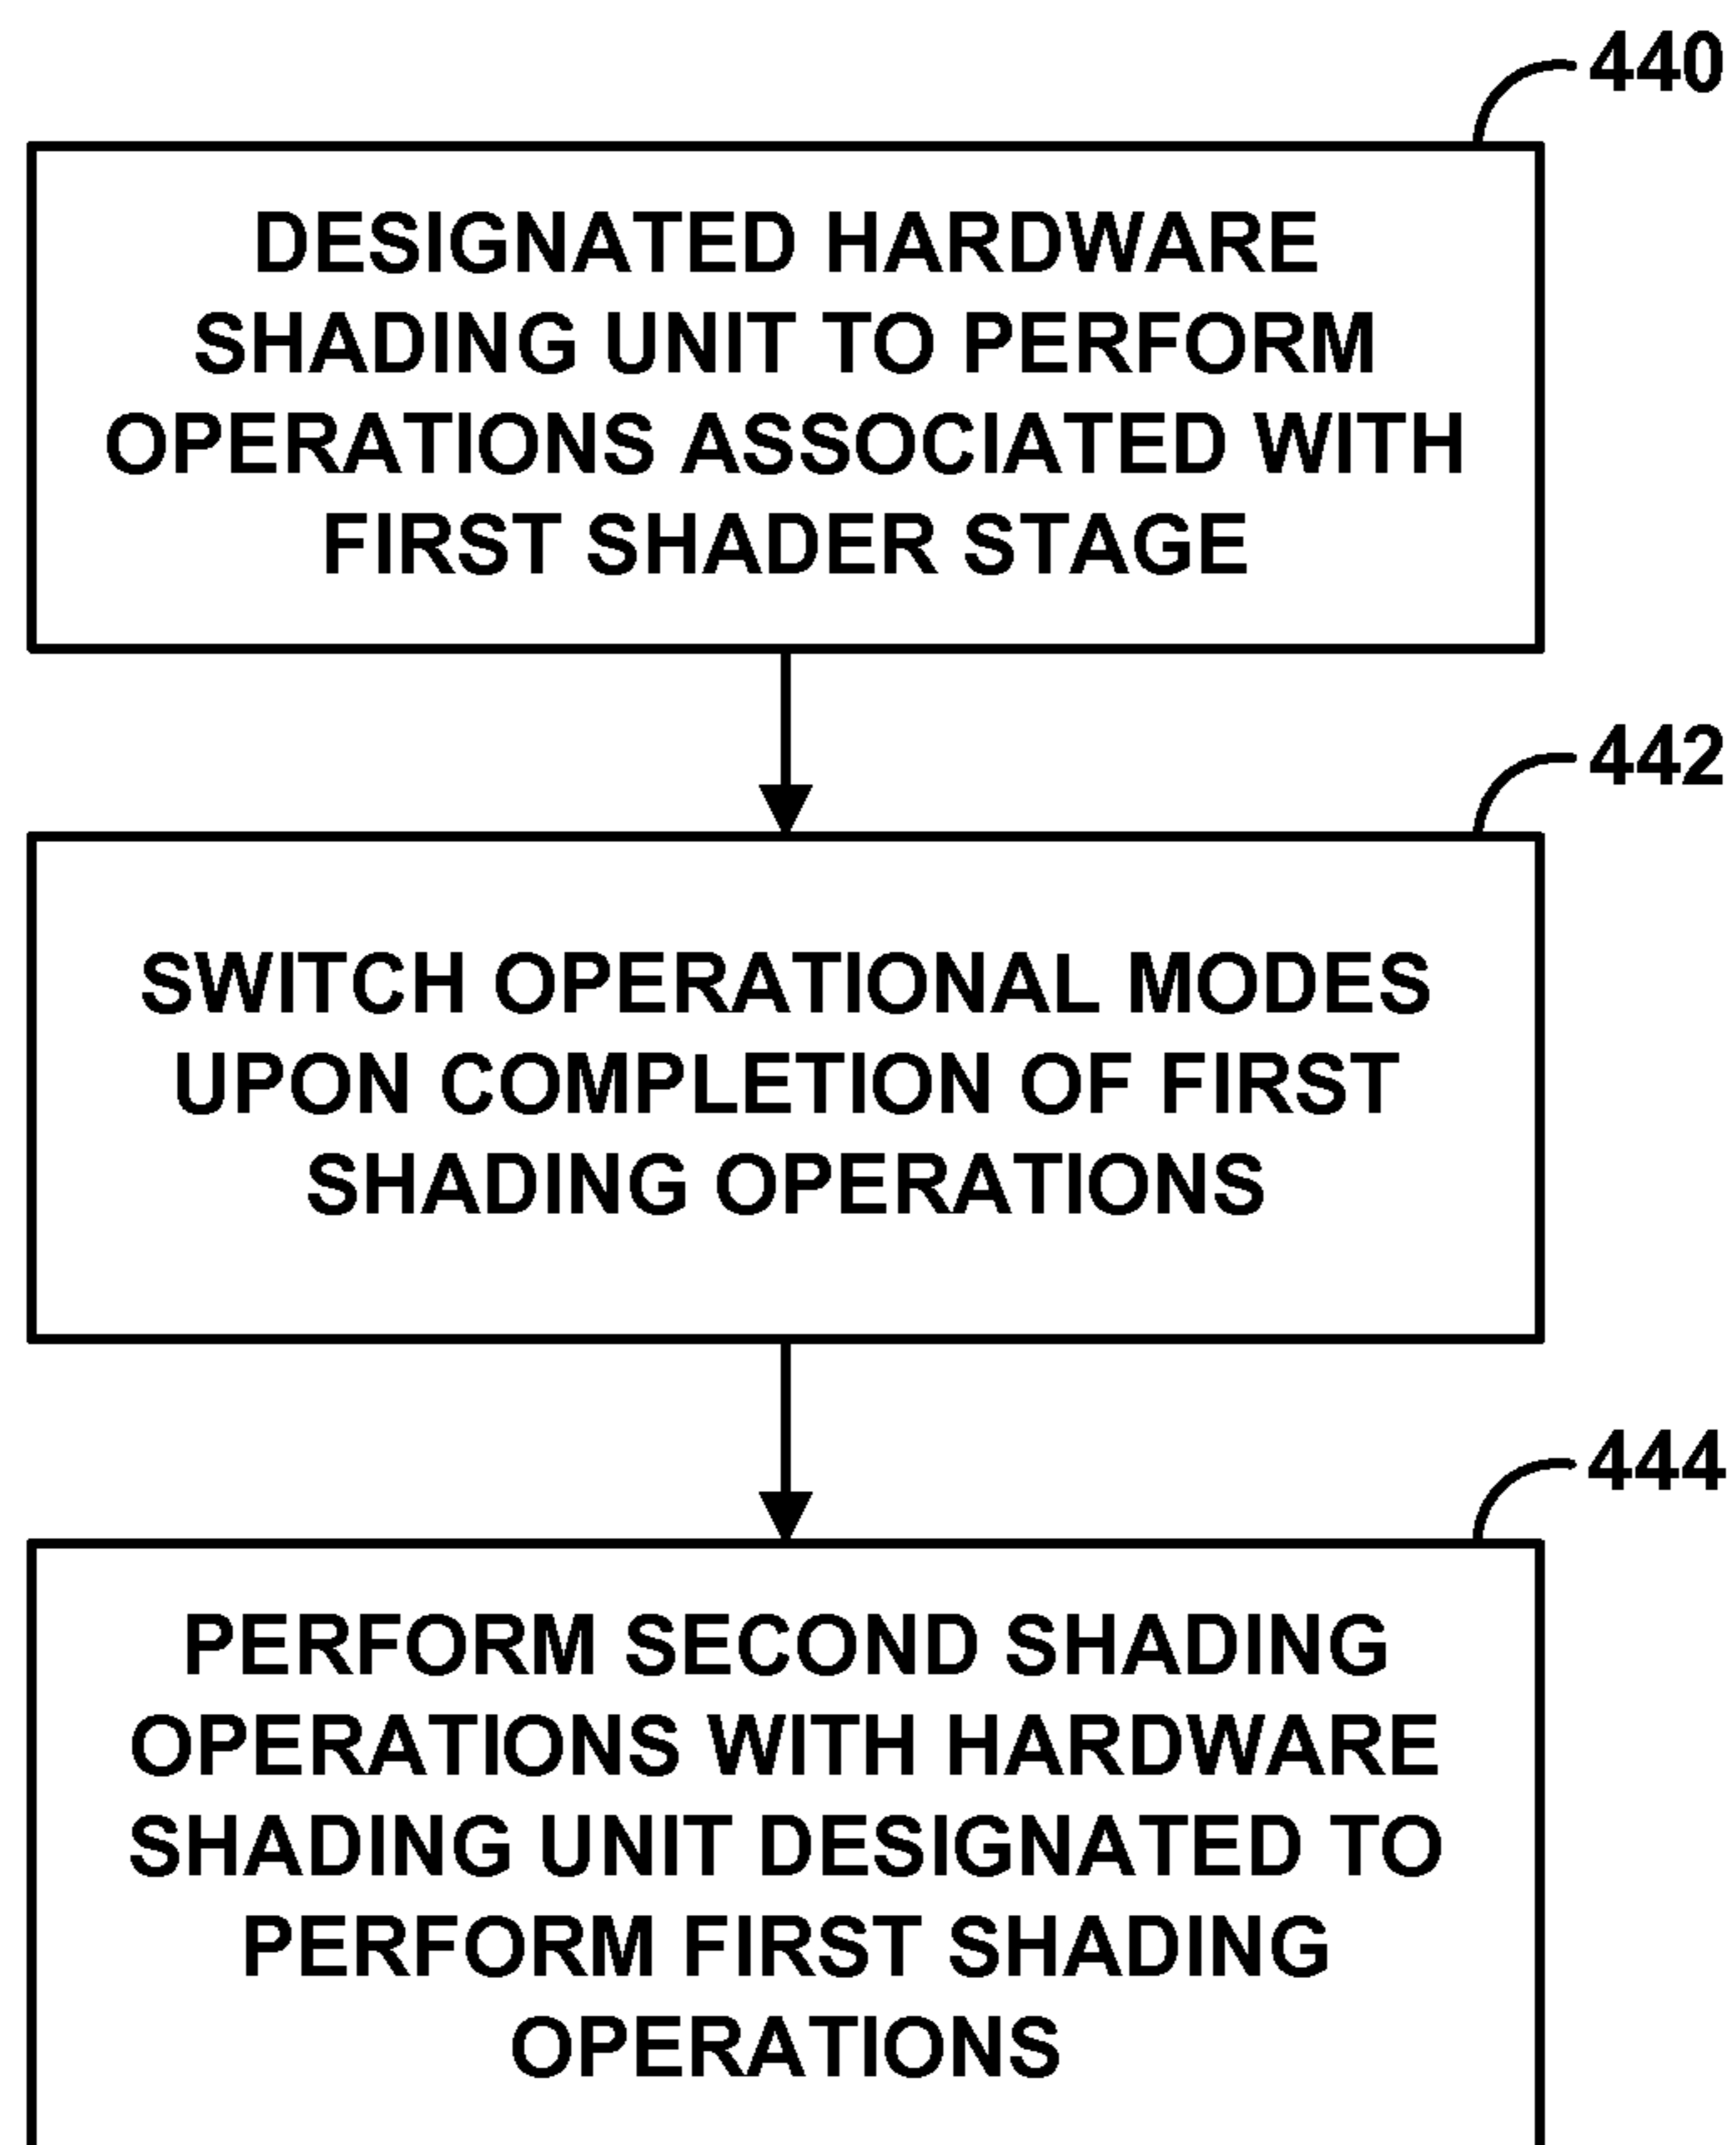 440
DESIGNATED HARDWARE
SHADING UNIT TO PERFORM
OPERATIONS ASSOCIATED WITH
FIRST SHADER STAGE
442
SWITCH OPERATIONAL MODES
UPON COMPLETION OF FIRST
SHADING OPERATIONS
444
PERFORM SECOND SHADING
OPERATIONS WITH HARDWARE
SHADING UNIT DESIGNATED TO
PERFORM FIRST SHADING
OPERATIONS